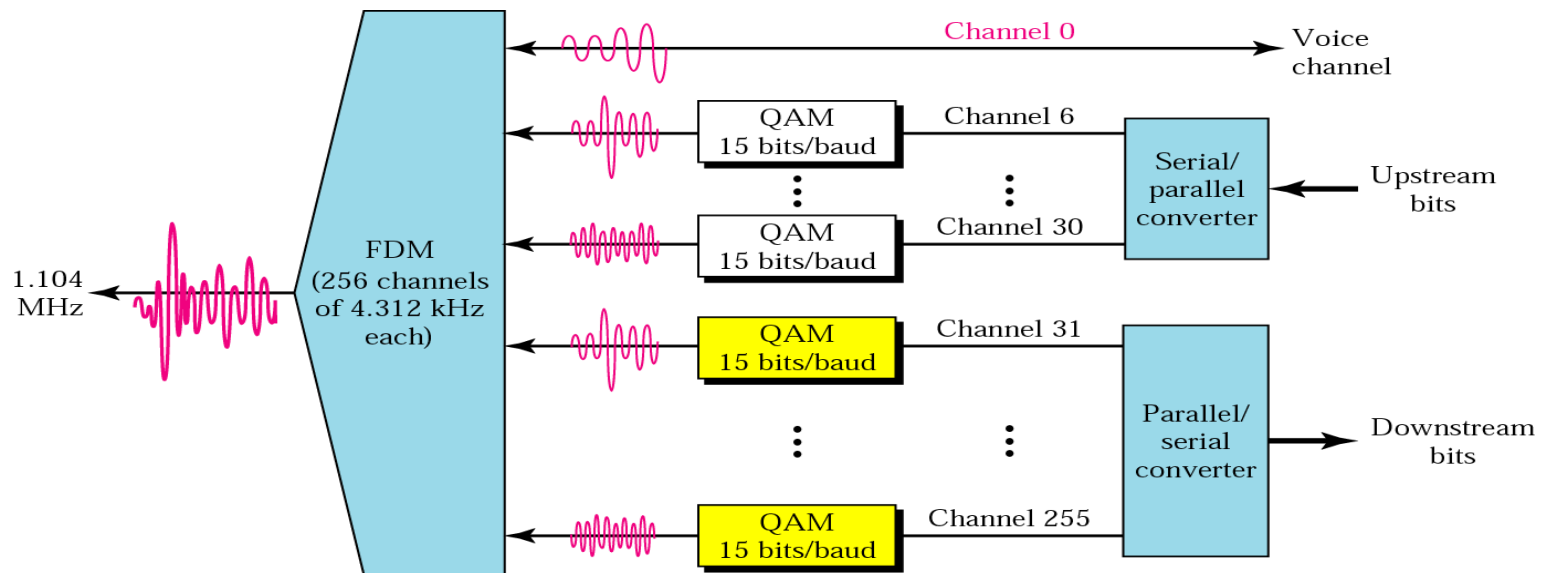 Channel 0
Voice
channel
QAM
15 bits/baud
Channel 6
Serial/
parallel
converter
Upstream
bits
QAM
15 bits/baud
Channel 30
1.104
MHz
FDM
(256 channels
of 4.312 kHz
each)
QAM
15 bits/baud
Channel 31
Parallel/
serial
converter
Downstream
bits
QAM
15 bits/baud
Channel 255